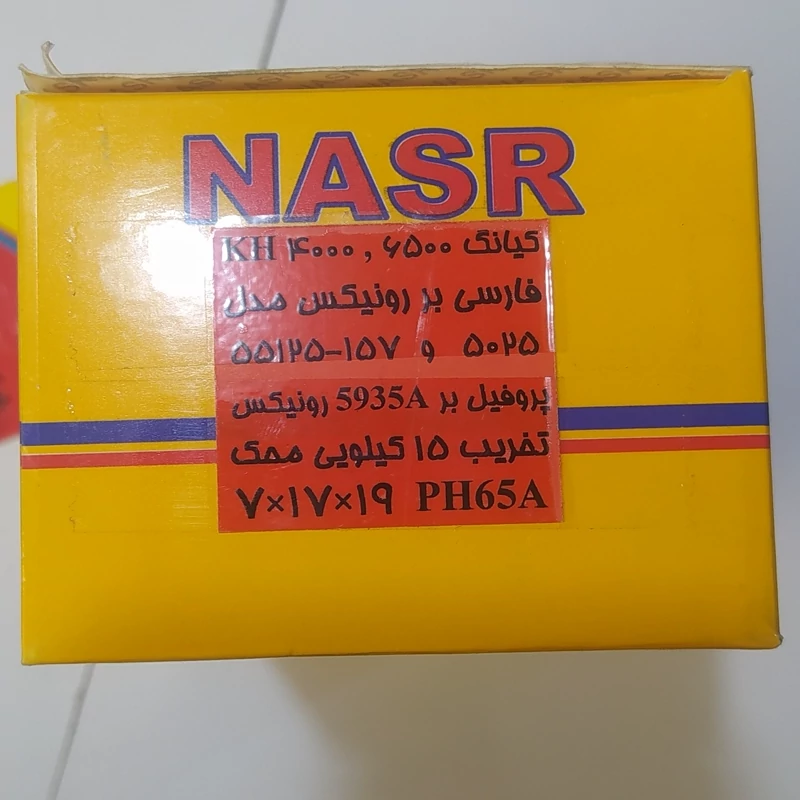 NASR
کیانگ ۶۵۰۰ , ۴۰۰۰ KH
فارسی بر رونیکس مدل
۵۰۲۵ و ۱۵۷-۵۵۱۲۵
پروفیل بر 5935A رونیکس
تخریب ۱۵ کیلویی محک
۷×۱۷×۱۹ PH65A